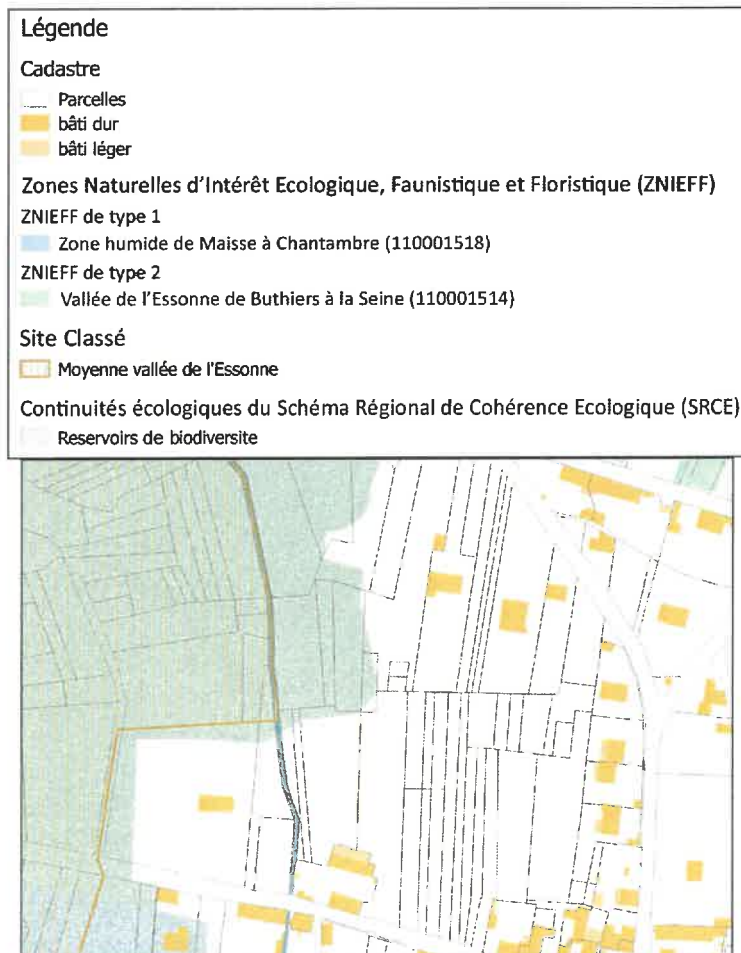 Légende
Cadastre
Parcelles
bâti dur
bâti léger
Zones Naturelles d'Intérêt Ecologique, Faunistique et Floristique (ZNIEFF)
ZNIEFF de type 1
Zone humide de Maisse à Chantambre (110001518)
ZNIEFF de type 2
Vallée de l'Essonne de Buthiers à la Seine (110001514)
Site Classé
Moyenne vallée de l'Essonne
Continuités écologiques du Schéma Régional de Cohérence Ecologique (SRCE)
Reservoirs de biodiversite